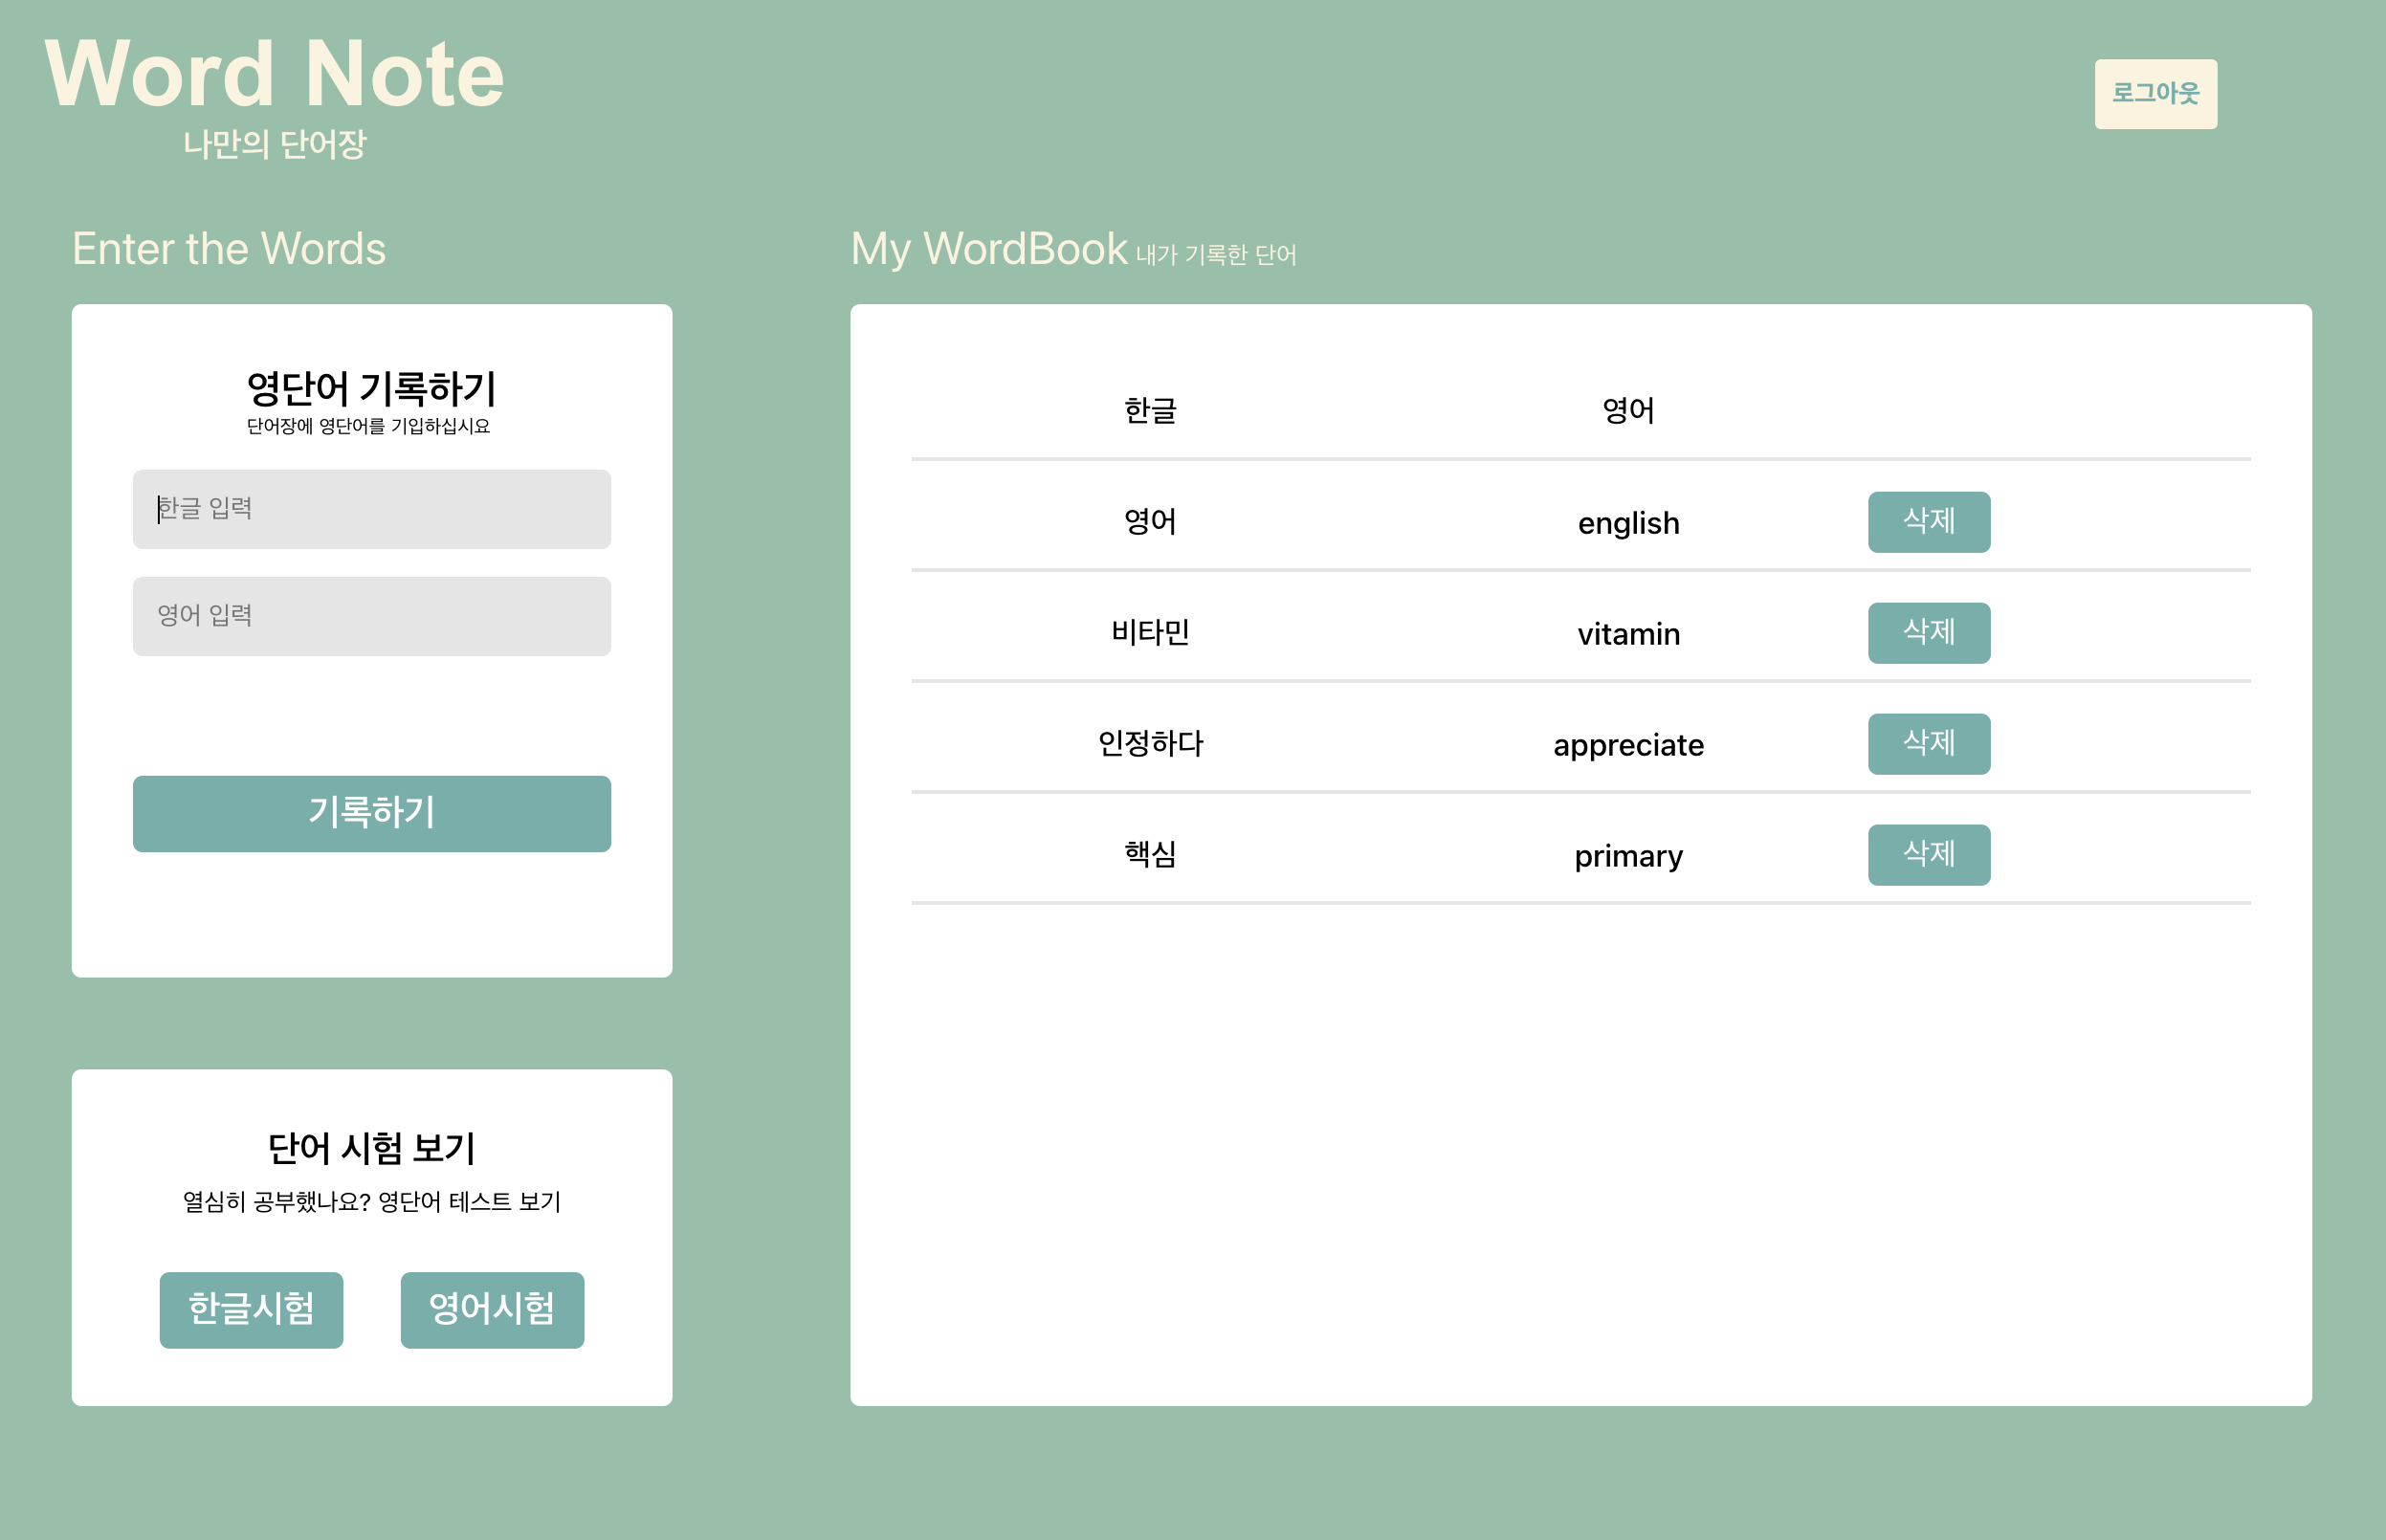 Word Note
나만의 단어장
로그아웃
Enter the Words
영단어 기록하기
단어장에 영단어를 기입하십시요
한글 입력
영어 입력
기록하기
단어 시험 보기
열심히 공부했나요? 영단어 테스트 보기
한글시험 영어시험
My WordBook 내가 기록한 단어
한글 영어
영어 english 삭제
비타민 vitamin 삭제
인정하다 appreciate 삭제
핵심 primary 삭제